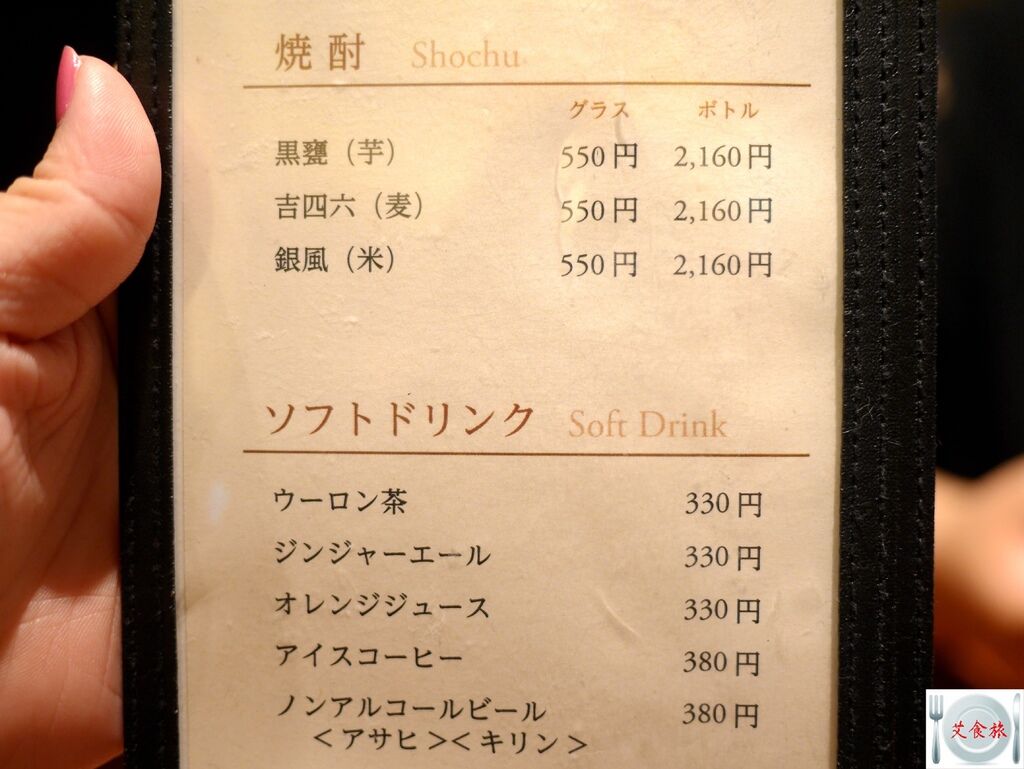 焼酎 Shochu
グラス ボトル
黒甕（芋） 550円 2,160円
吉四六（麦） 550円 2,160円
銀風（米） 550円 2,160円
ソフトドリンク Soft Drink
ウーロン茶 330円
ジンジャーエール 330円
オレンジジュース 330円
アイスコーヒー 380円
ノンアルコールビール 380円
＜アサヒ＞＜キリン＞
艾食旅